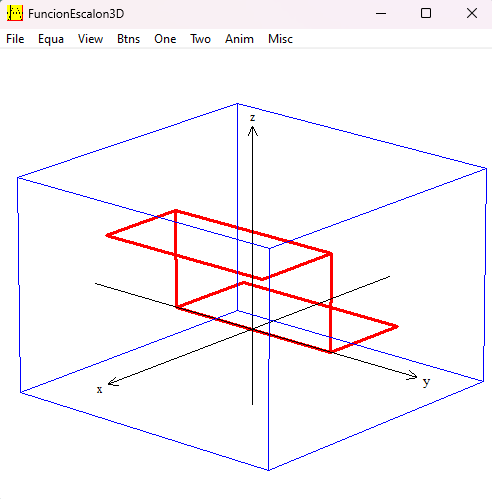 FuncionEscalon3D
File Equa View Btns One Two Anim Misc
z
x
y